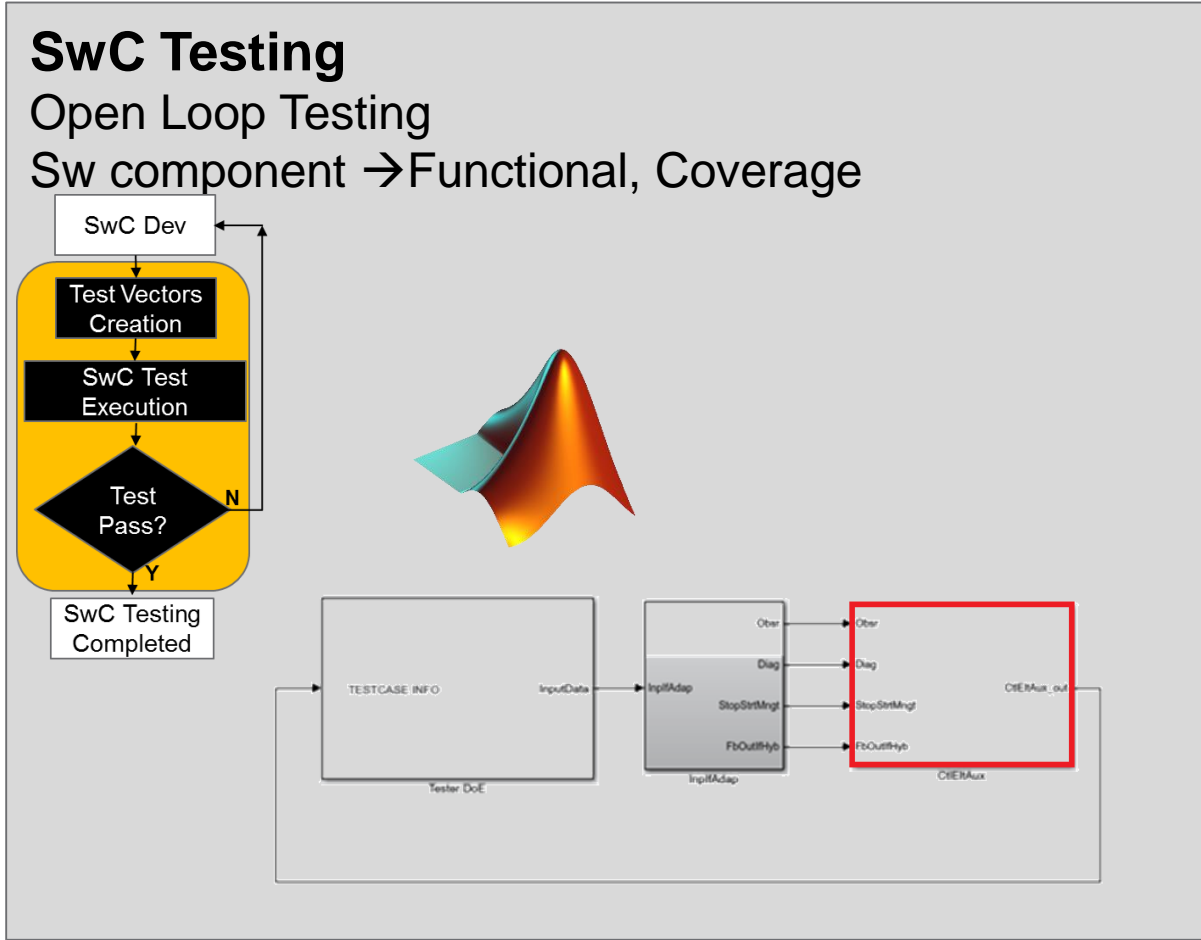 SwC Testing
Open Loop Testing
Sw component →Functional, Coverage
SwC Dev
Test Vectors
Creation
SwC Test
Execution
Test
Pass?
N
Y
SwC Testing
Completed
TESTCASE INFO
InputData
Tester DoE
InpIfAdap
Obsr
Diag
StopStrtMngt
FbOutIfHyb
InpIfAdap
Obsr
Diag
StopStrtMngt
FbOutIfHyb
CtlEltAux_out
CtlEltAux